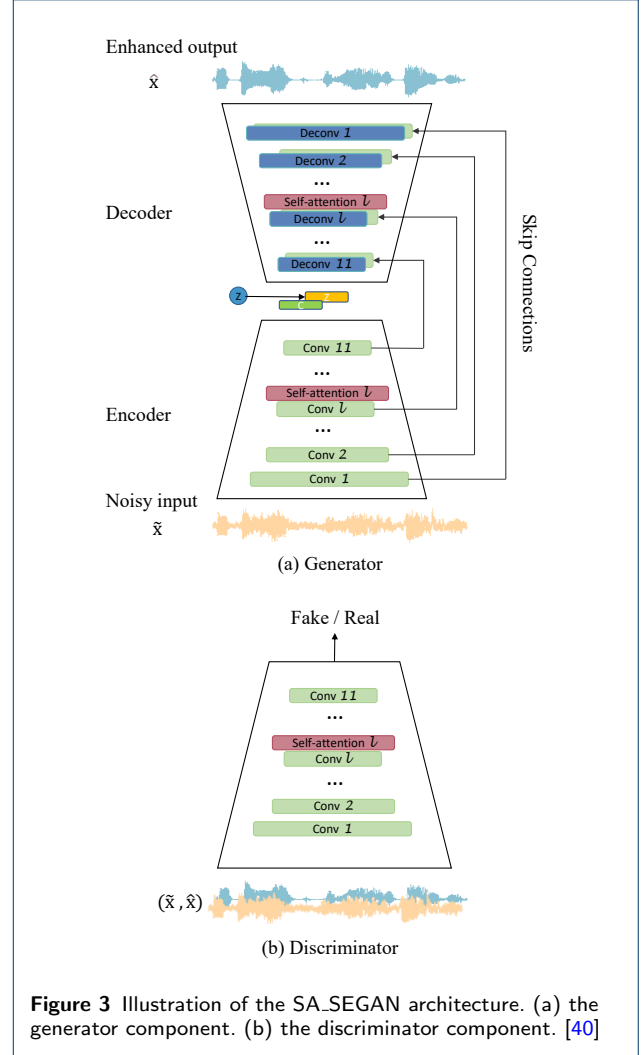 Enhanced output
x̂
Deconv 1
Deconv 2
...
Self-attention l
Decoder
Deconv l
...
Deconv 11
Skip Connections
z
z
c
Conv 11
...
Self-attention l
Encoder
Conv l
...
Conv 2
Conv 1
Noisy input
x̃
(a) Generator
Fake / Real
Conv 11
...
Self-attention l
Conv l
...
Conv 2
Conv 1
(x̃ , x̂)
(b) Discriminator
Figure 3 Illustration of the SA_SEGAN architecture. (a) the
generator component. (b) the discriminator component. [40]